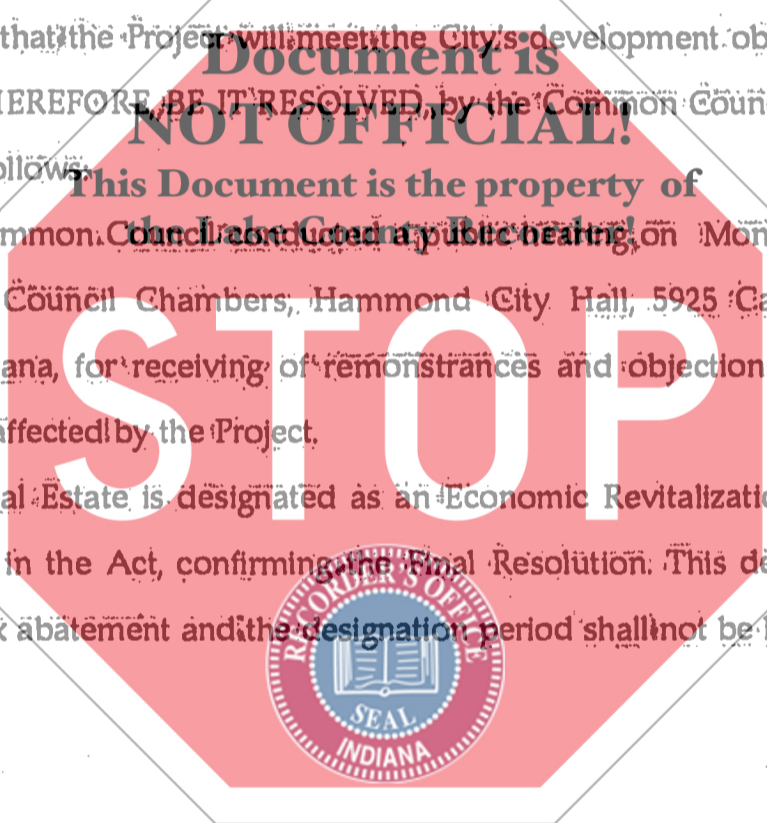 that the Project will meet the City's development ob
Document is
EREFORE, BE IT RESOLVED, by the Common Coun
NOT OFFICIAL!
ollows:
This Document is the property of
the Lake County Recorder!
mmon Council conducted a public hearing on Mon
Council Chambers, Hammond City Hall, 5925 Ca
STOP
ana, for receiving of remonstrances and objection
affected by the Project.
al Estate is designated as an Economic Revitalizatio
in the Act, confirming the Final Resolution. This de
RECORDER'S OFFICE
x abatement and the designation period shall not be
SEAL
INDIANA